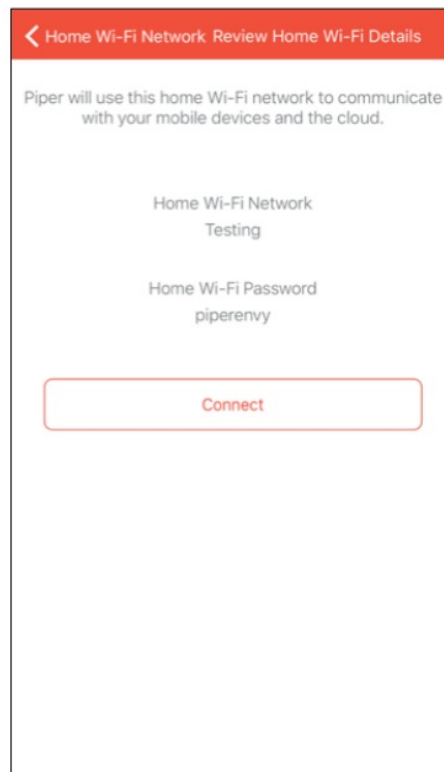 Home Wi-Fi Network Review Home Wi-Fi Details
Piper will use this home Wi-Fi network to communicate
with your mobile devices and the cloud.
Home Wi-Fi Network
Testing
Home Wi-Fi Password
piperenvy
Connect